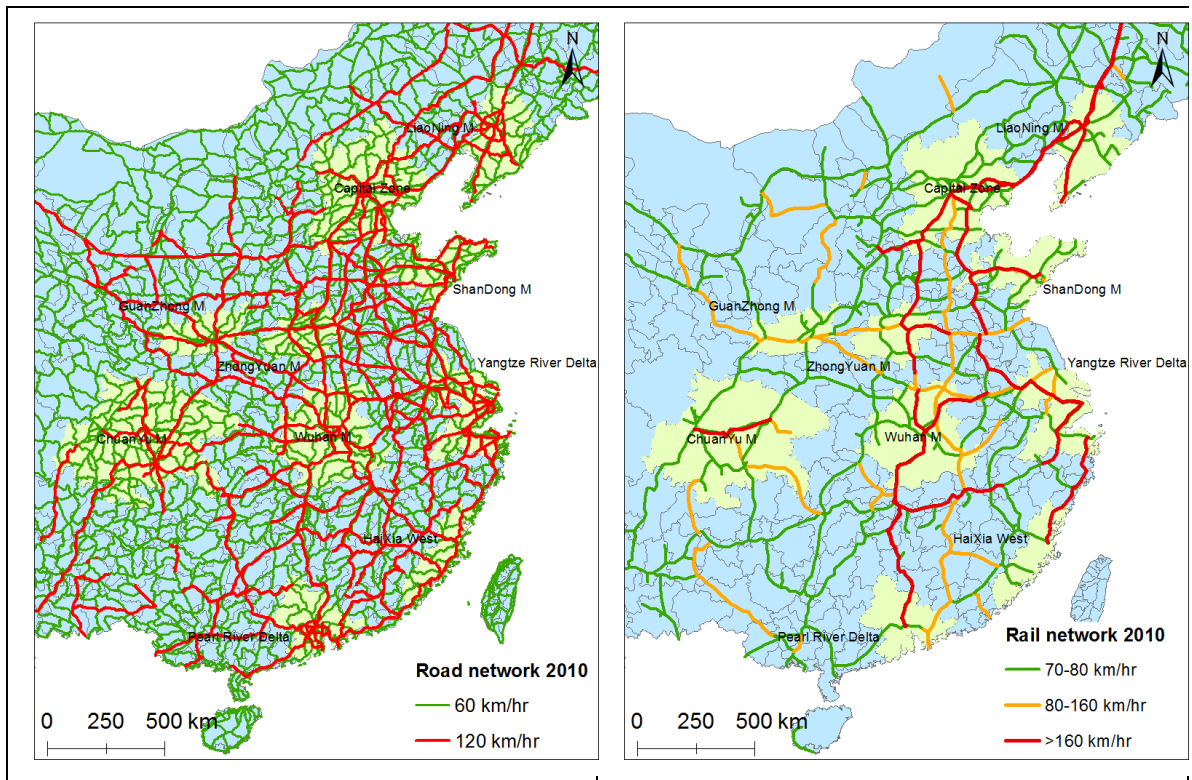 N
LiaoNing M
Capital Zone
ShanDong M
GuanZhong M
ZhongYuan M
Yangtze River Delta
ChuanYu M
Wuhan M
HaiXia West
Pearl River Delta
Road network 2010
60 km/hr
120 km/hr
0 250 500 km
N
LiaoNing M
Capital Zone
ShanDong M
GuanZhong M
ZhongYuan M
Yangtze River Delta
ChuanYu M
Wuhan M
HaiXia West
Pearl River Delta
Rail network 2010
70-80 km/hr
80-160 km/hr
>160 km/hr
0 250 500 km